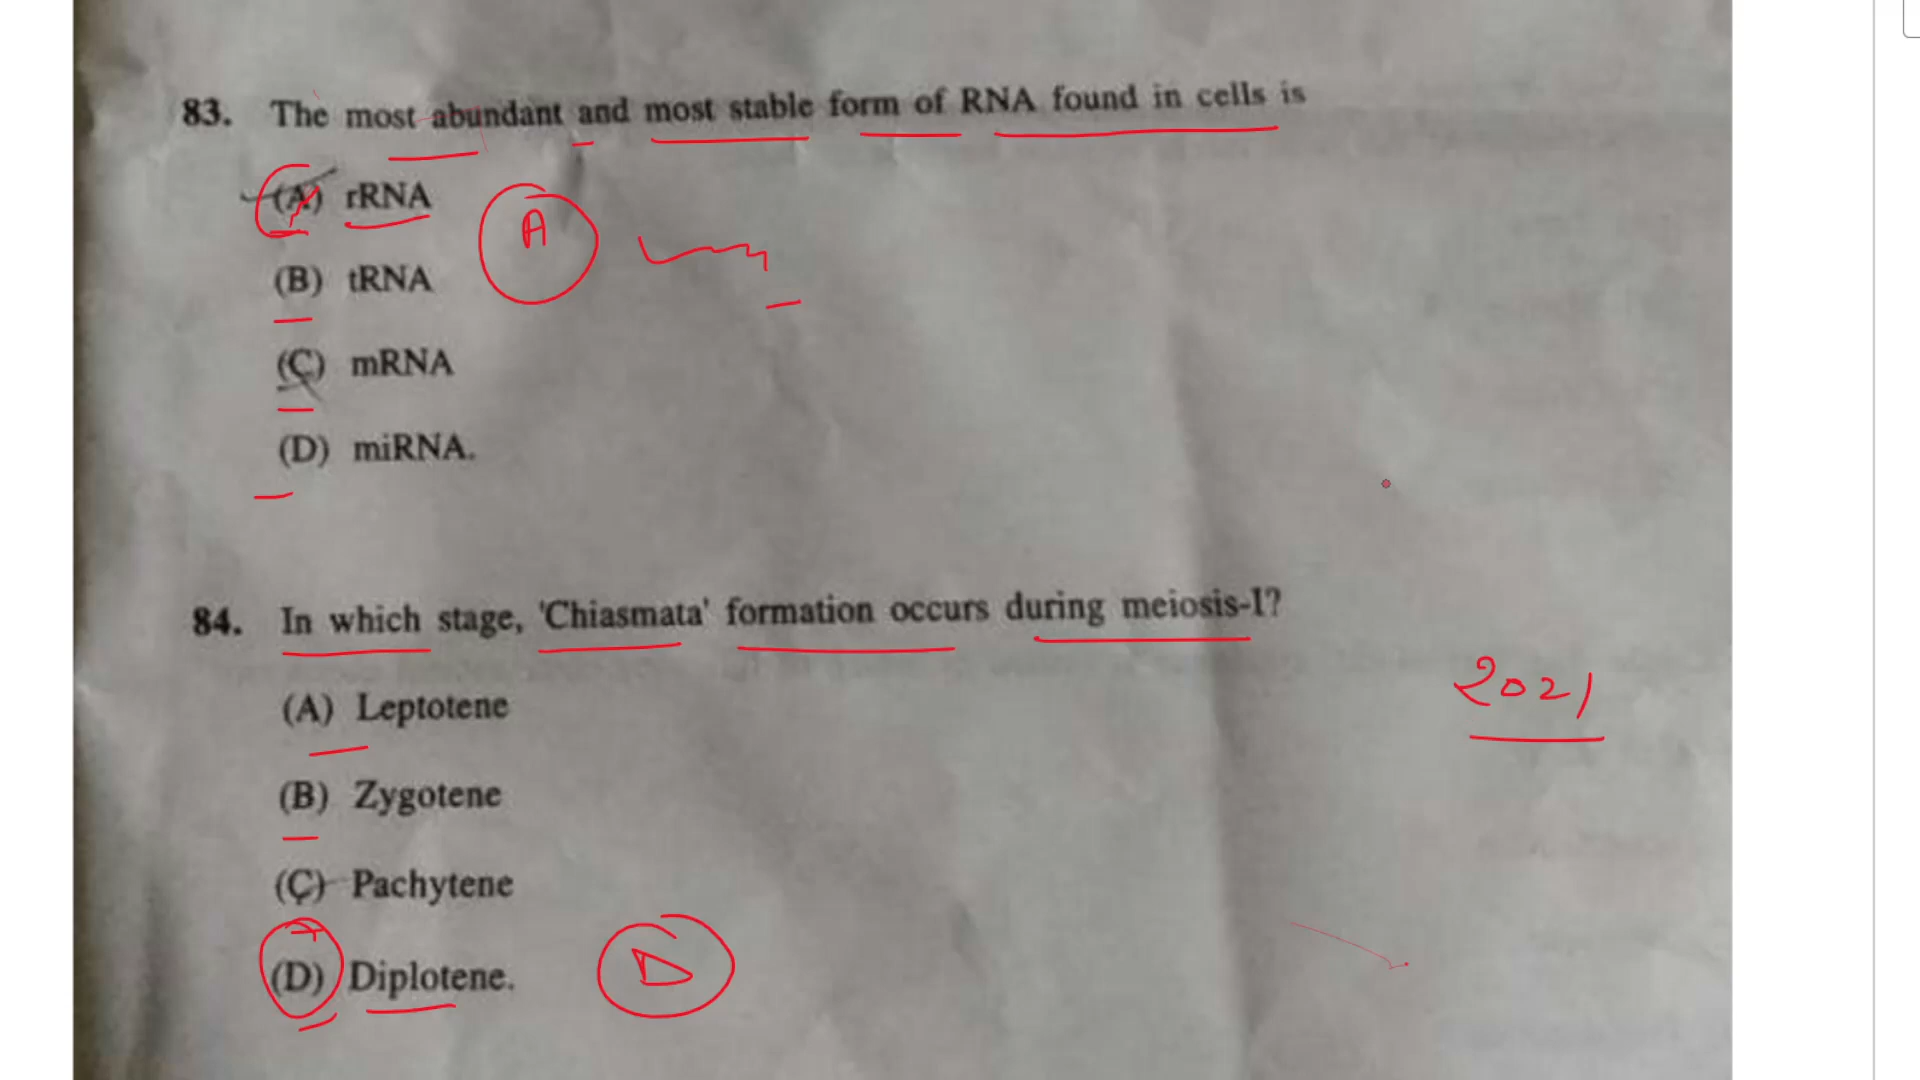 83. The most abundant and most stable form of RNA found in cells is
(A) rRNA
A
(B) tRNA
(C) mRNA
(D) miRNA.
84. In which stage, 'Chiasmata' formation occurs during meiosis-I?
2021
(A) Leptotene
(B) Zygotene
(C) Pachytene
(D) Diplotene.
D